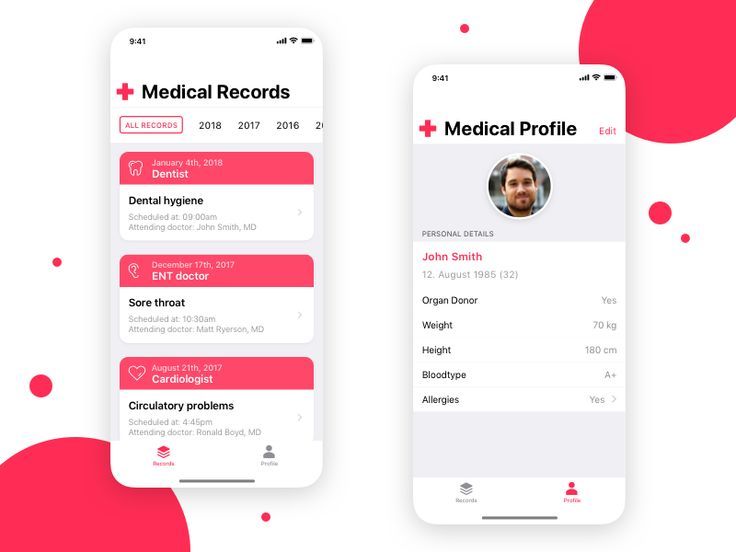 9:41
Medical Records
ALL RECORDS 2018 2017 2016
January 4th, 2018
Dentist
Dental hygiene
Scheduled at: 09:00am
Attending doctor: John Smith, MD
December 17th, 2017
ENT doctor
Sore throat
Scheduled at: 10:30am
Attending doctor: Matt Ryerson, MD
August 21th, 2017
Cardiologist
Circulatory problems
Scheduled at: 4:45pm
Attending doctor: Ronald Boyd, MD
Records Profile
9:41
Medical Profile Edit
PERSONAL DETAILS
John Smith
12. August 1985 (32)
Organ Donor Yes
Weight 70 kg
Height 180 cm
Bloodtype A+
Allergies Yes
Records Profile